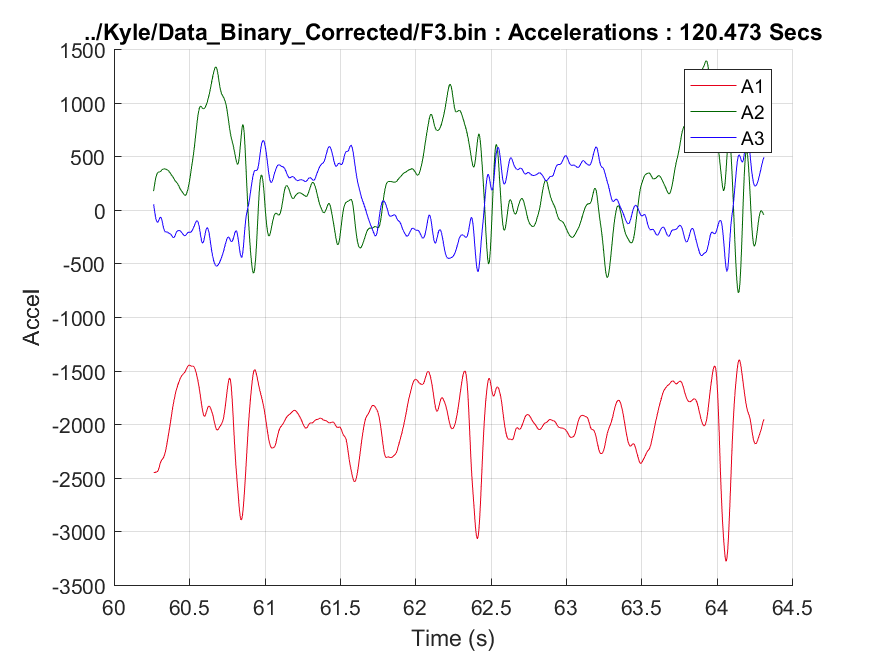 ../Kyle/Data_Binary_Corrected/F3.bin : Accelerations : 120.473 Secs
1500
1000
500
0
-500
-1000
-1500
-2000
-2500
-3000
-3500
Accel
A1
A2
A3
60 60.5 61 61.5 62 62.5 63 63.5 64 64.5
Time (s)